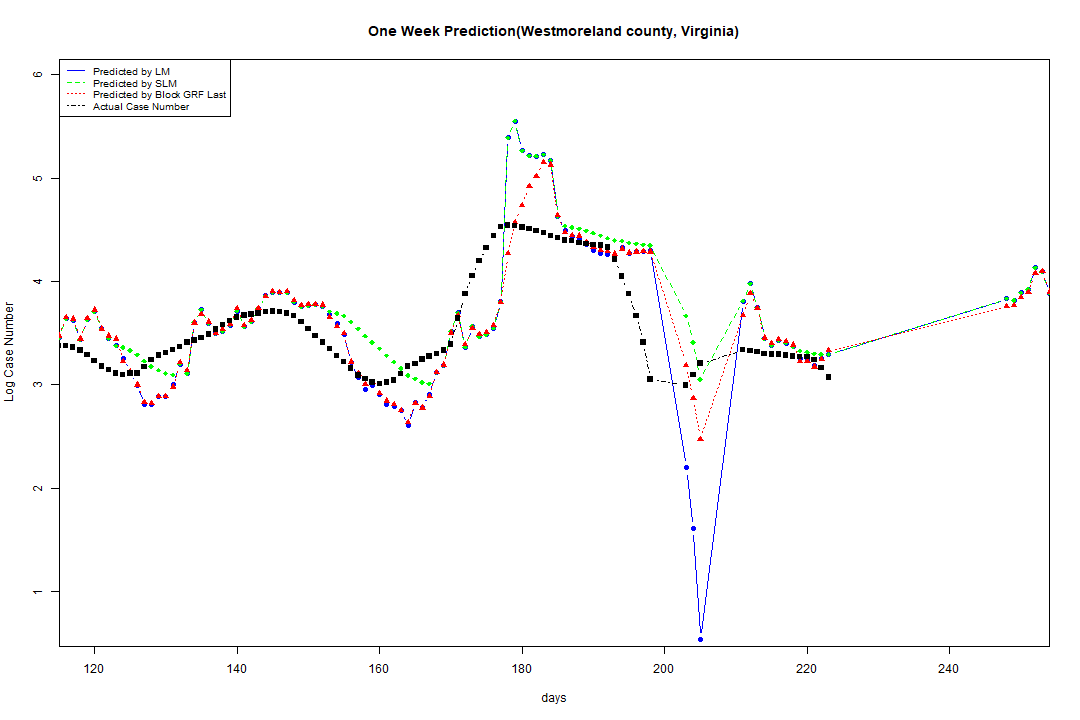 One Week Prediction(Westmoreland county, Virginia)
Predicted by LM
Predicted by SLM
Predicted by Block GRF Last
Actual Case Number
6
5
4
3
2
1
Log Case Number
120 140 160 180 200 220 240
days